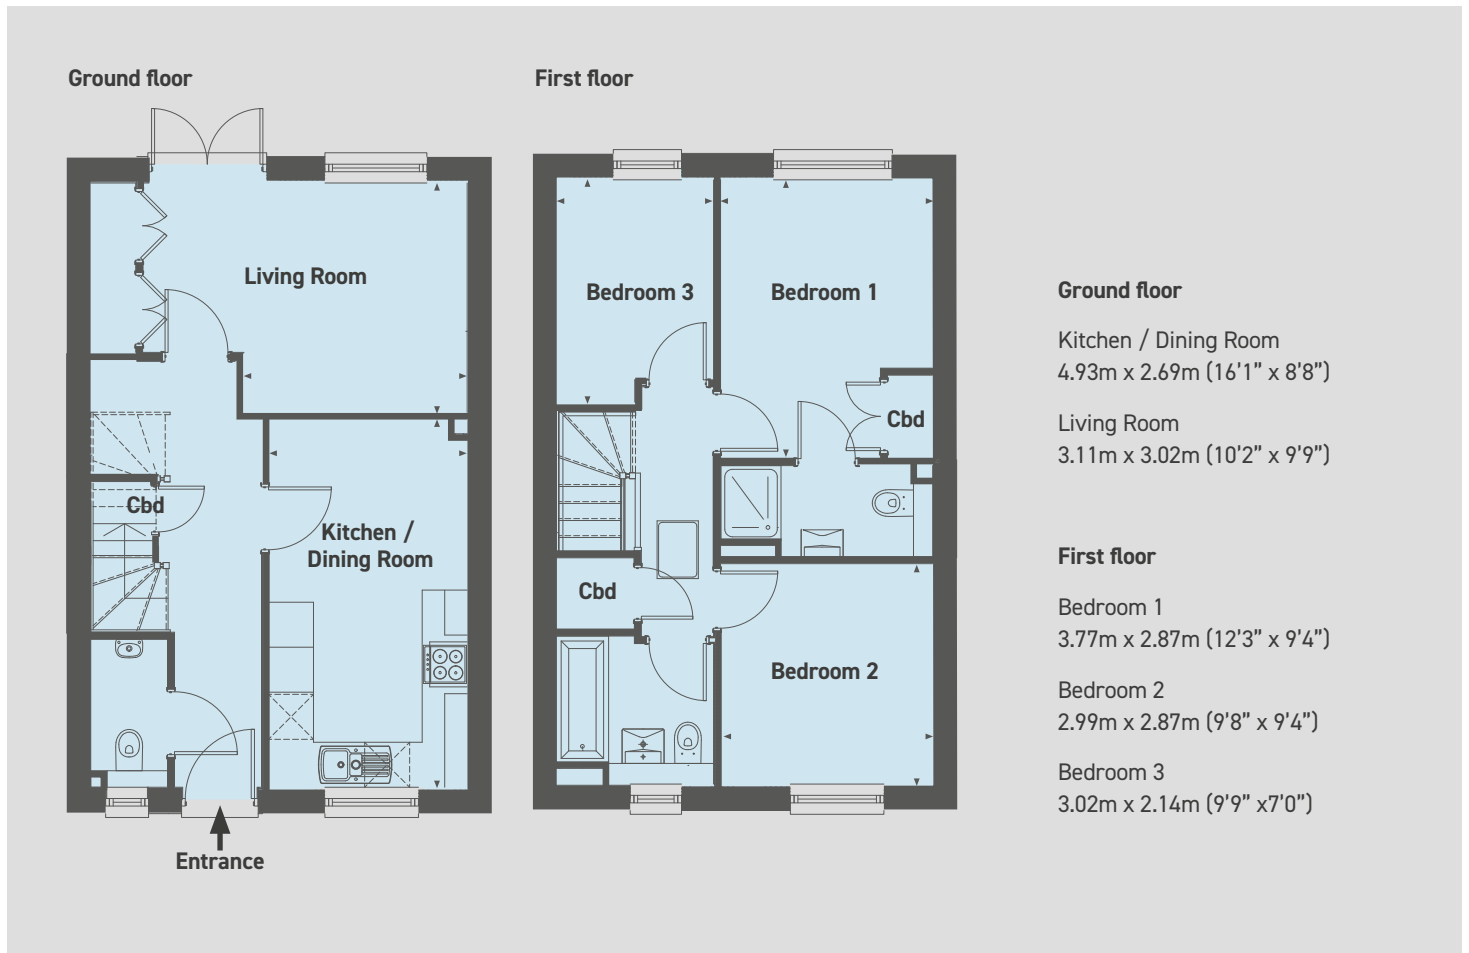 Ground floor
First floor
Living Room
Cbd
Kitchen /
Dining Room
Entrance
Bedroom 3
Bedroom 1
Cbd
Cbd
Bedroom 2
Ground floor
Kitchen / Dining Room
4.93m x 2.69m (16’1” x 8’8”)
Living Room
3.11m x 3.02m (10’2” x 9’9”)
First floor
Bedroom 1
3.77m x 2.87m (12’3” x 9’4”)
Bedroom 2
2.99m x 2.87m (9’8” x 9’4”)
Bedroom 3
3.02m x 2.14m (9’9” x7’0”)